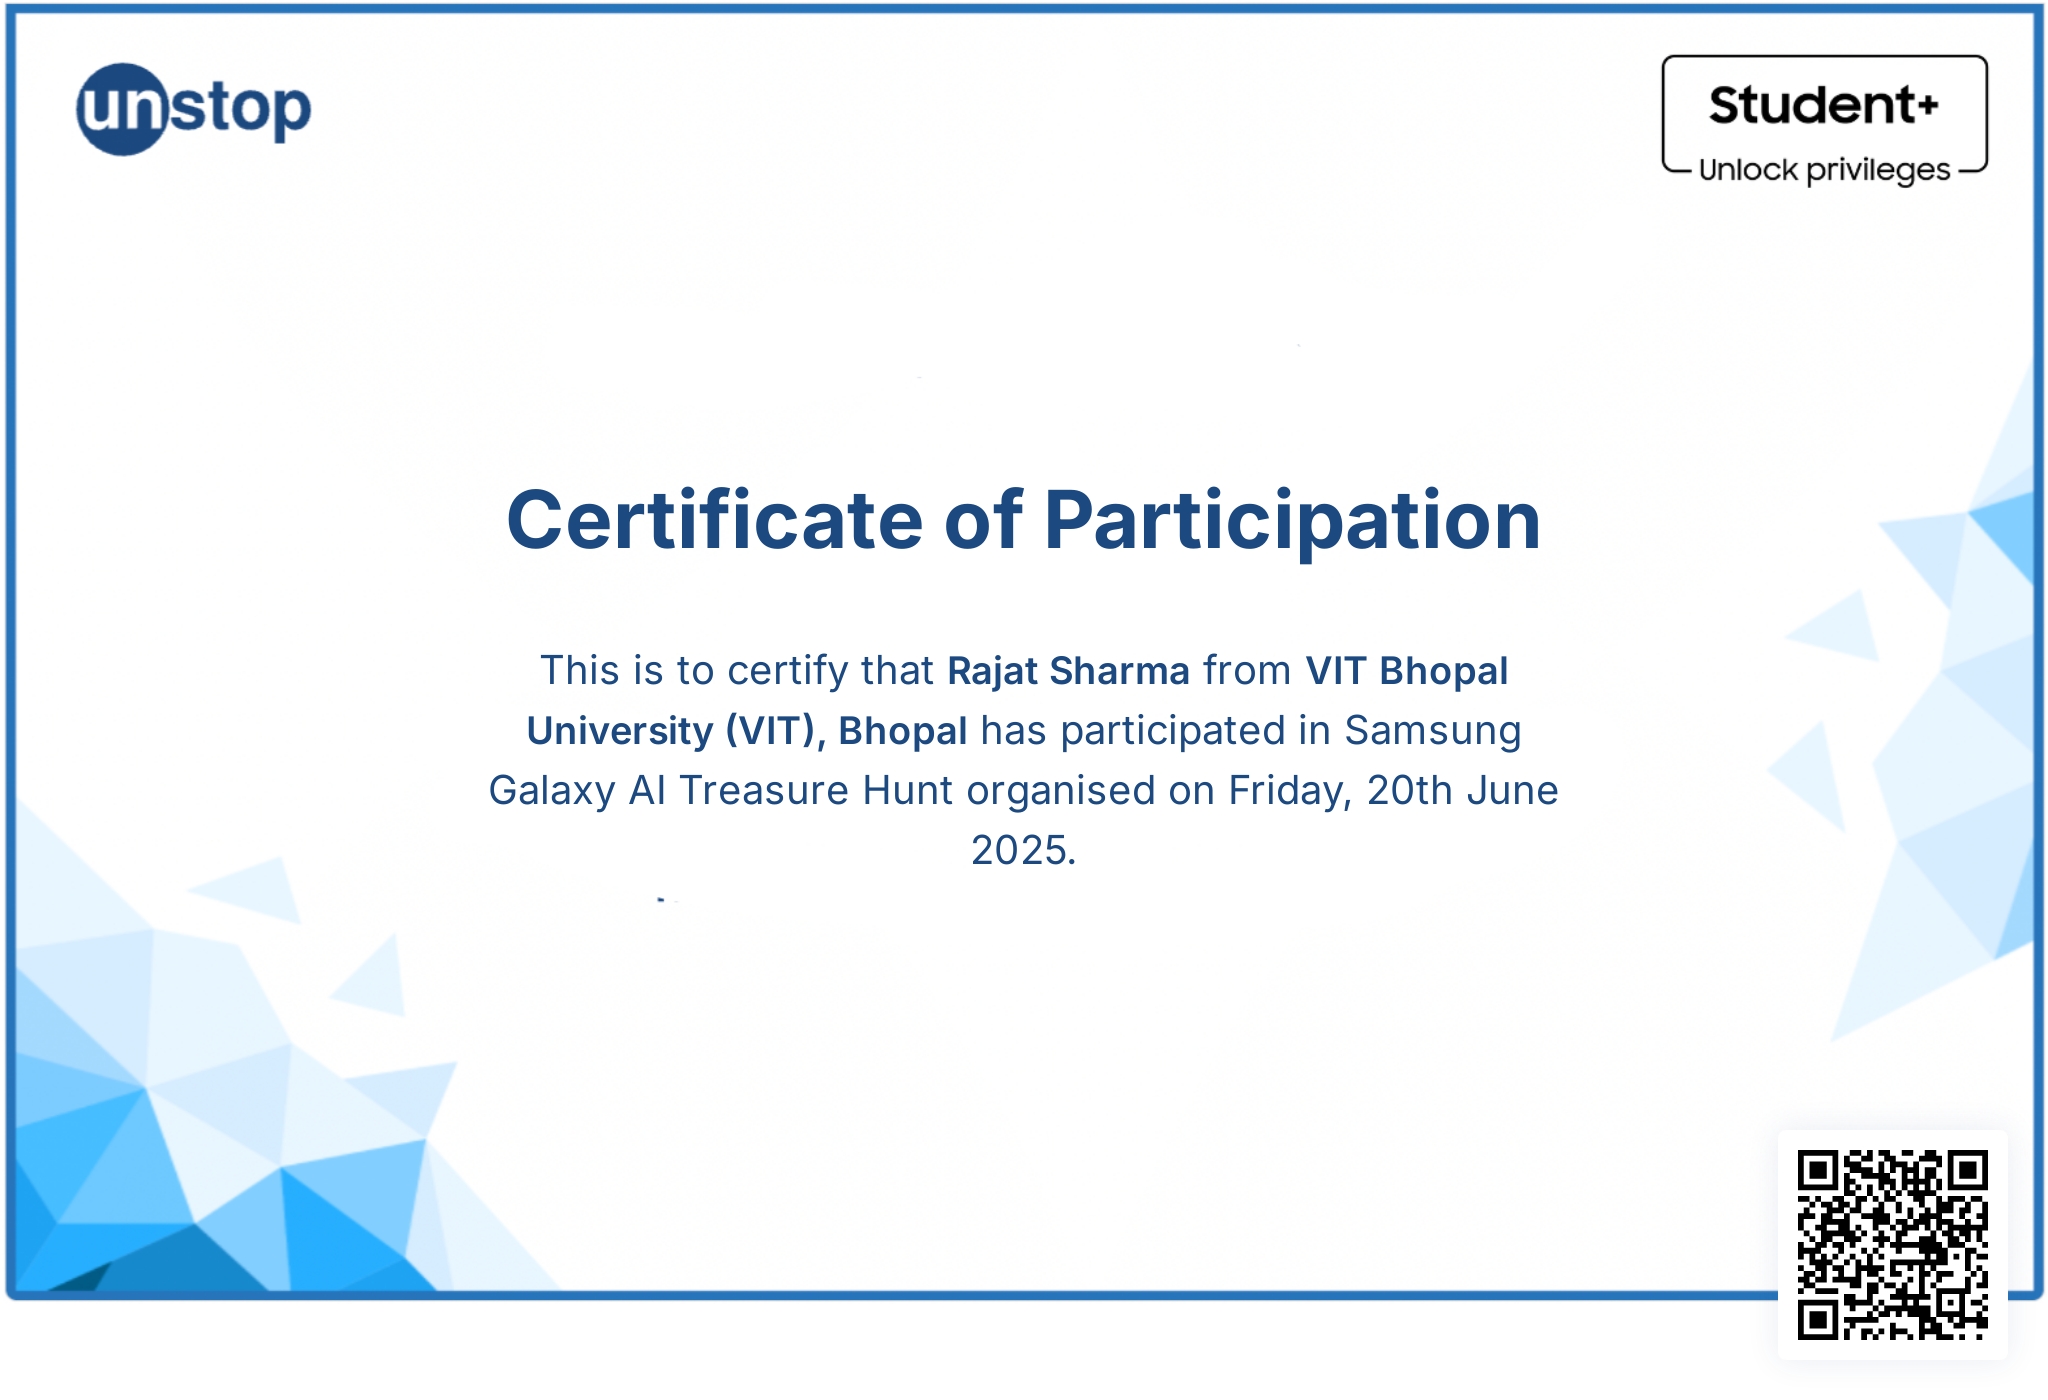 unstop
Student+
Unlock privileges
Certificate of Participation
This is to certify that Rajat Sharma from VIT Bhopal
University (VIT), Bhopal has participated in Samsung
Galaxy AI Treasure Hunt organised on Friday, 20th June
2025.